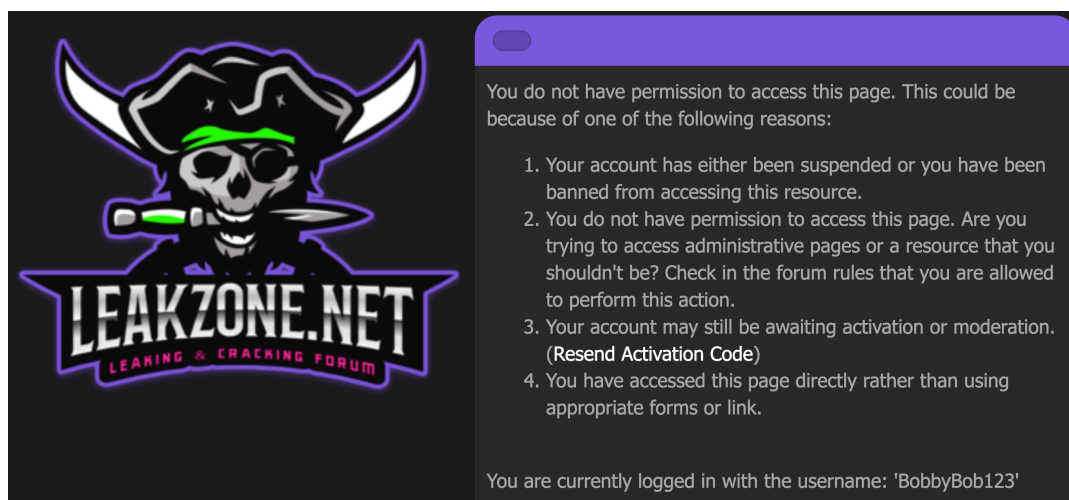 LEAKZONE.NET
LEAKING & CRACKING FORUM
You do not have permission to access this page. This could be
because of one of the following reasons:
1. Your account has either been suspended or you have been
banned from accessing this resource.
2. You do not have permission to access this page. Are you
trying to access administrative pages or a resource that you
shouldn't be? Check in the forum rules that you are allowed
to perform this action.
3. Your account may still be awaiting activation or moderation.
(Resend Activation Code)
4. You have accessed this page directly rather than using
appropriate forms or link.
You are currently logged in with the username: 'BobbyBob123'